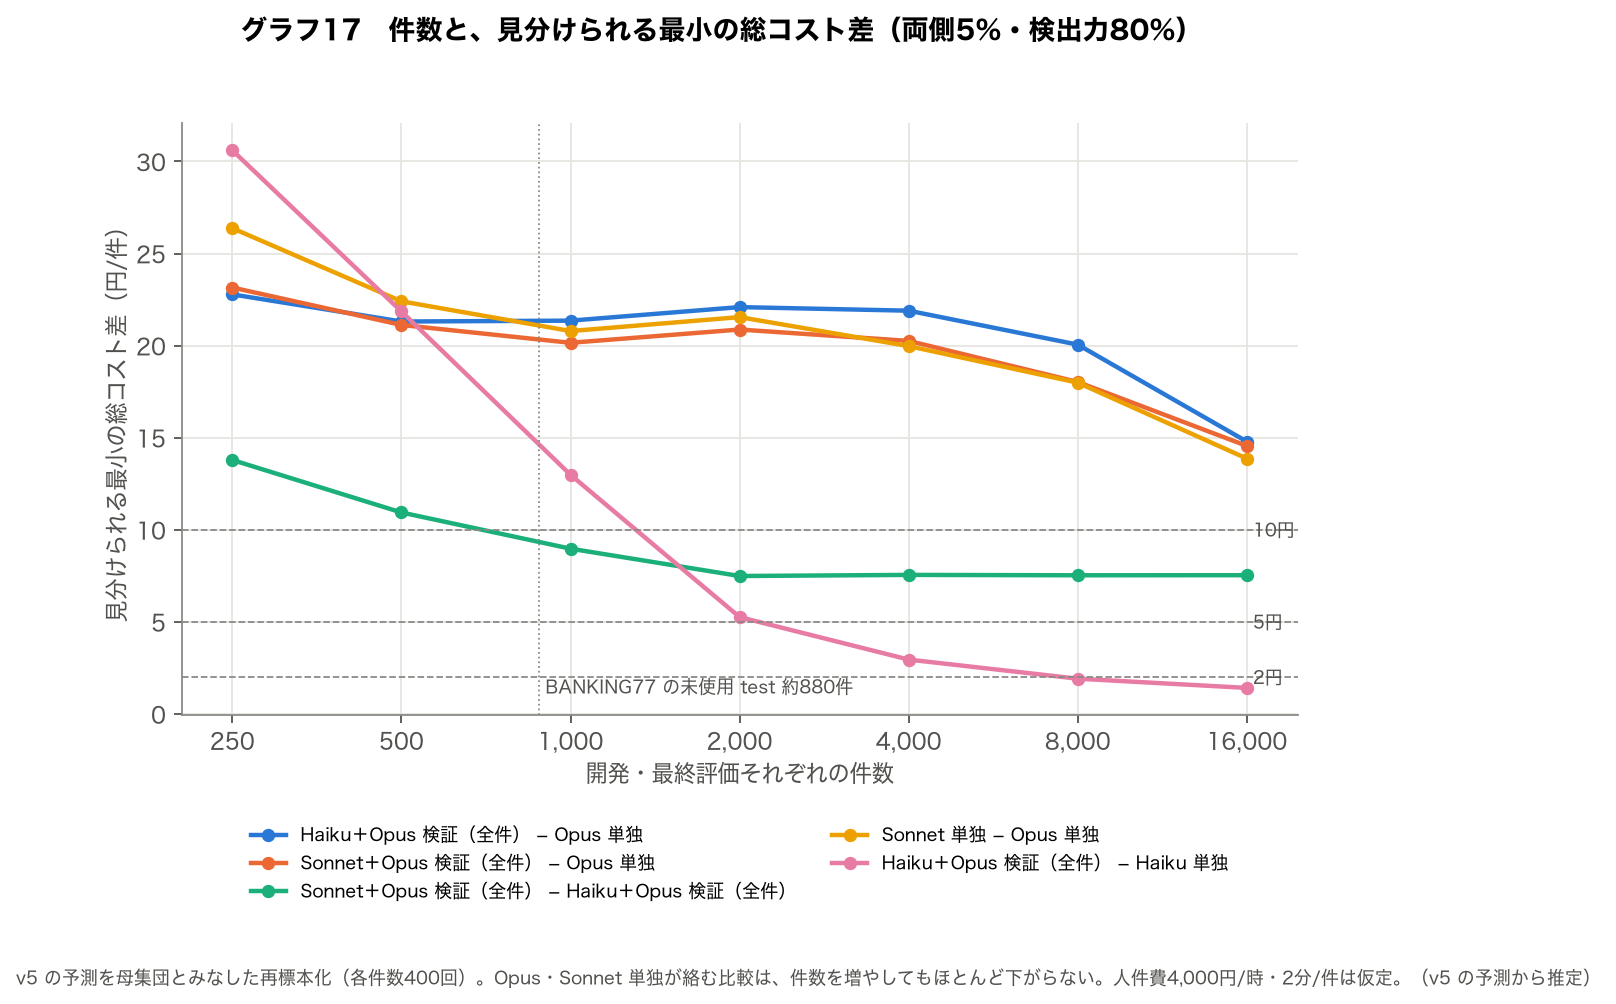 グラフ17　件数と、見分けられる最小の総コスト差（両側5%・検出力80%）
見分けられる最小の総コスト差（円/件）
30
25
20
15
10
5
0
10円
5円
2円
BANKING77 の未使用 test 約880件
250
500
1,000
2,000
4,000
8,000
16,000
開発・最終評価それぞれの件数
Haiku＋Opus 検証（全件） – Opus 単独
Sonnet＋Opus 検証（全件） – Opus 単独
Sonnet＋Opus 検証（全件） – Haiku＋Opus 検証（全件）
Sonnet 単独 – Opus 単独
Haiku＋Opus 検証（全件） – Haiku 単独
v5 の予測を母集団とみなした再標本化（各件数400回）。Opus・Sonnet 単独が絡む比較は、件数を増やしてもほとんど下がらない。人件費4,000円/時・2分/件は仮定。（v5 の予測から推定）